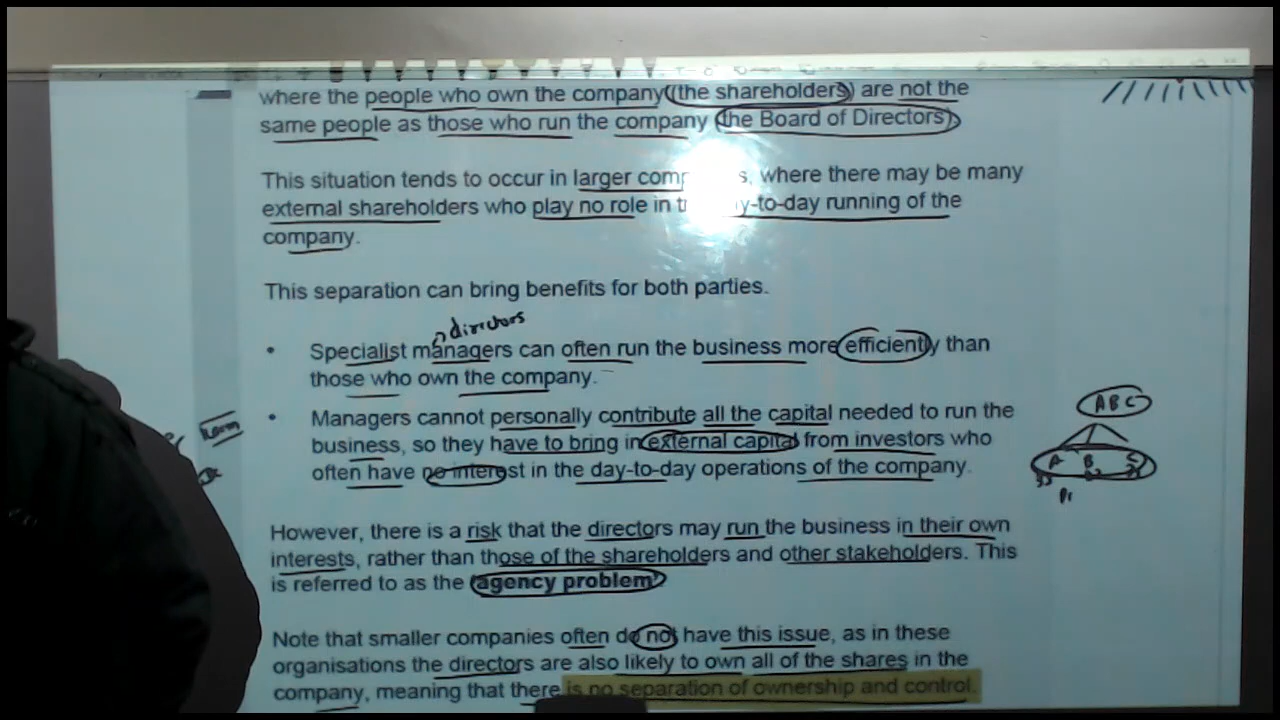 where the people who own the company (the shareholders) are not the
same people as those who run the company (the Board of Directors)
This situation tends to occur in larger comp s, where there may be many
external shareholders who play no role in t y-to-day running of the
company.
This separation can bring benefits for both parties.
directors
• Specialist managers can often run the business more efficiently than
those who own the company.
• Managers cannot personally contribute all the capital needed to run the
business, so they have to bring in external capital from investors who
often have no interest in the day-to-day operations of the company.
ABC
A B
However, there is a risk that the directors may run the business in their own
interests, rather than those of the shareholders and other stakeholders. This
is referred to as the 'agency problem'
Note that smaller companies often do not have this issue, as in these
organisations the directors are also likely to own all of the shares in the
company, meaning that there is no separation of ownership and control.